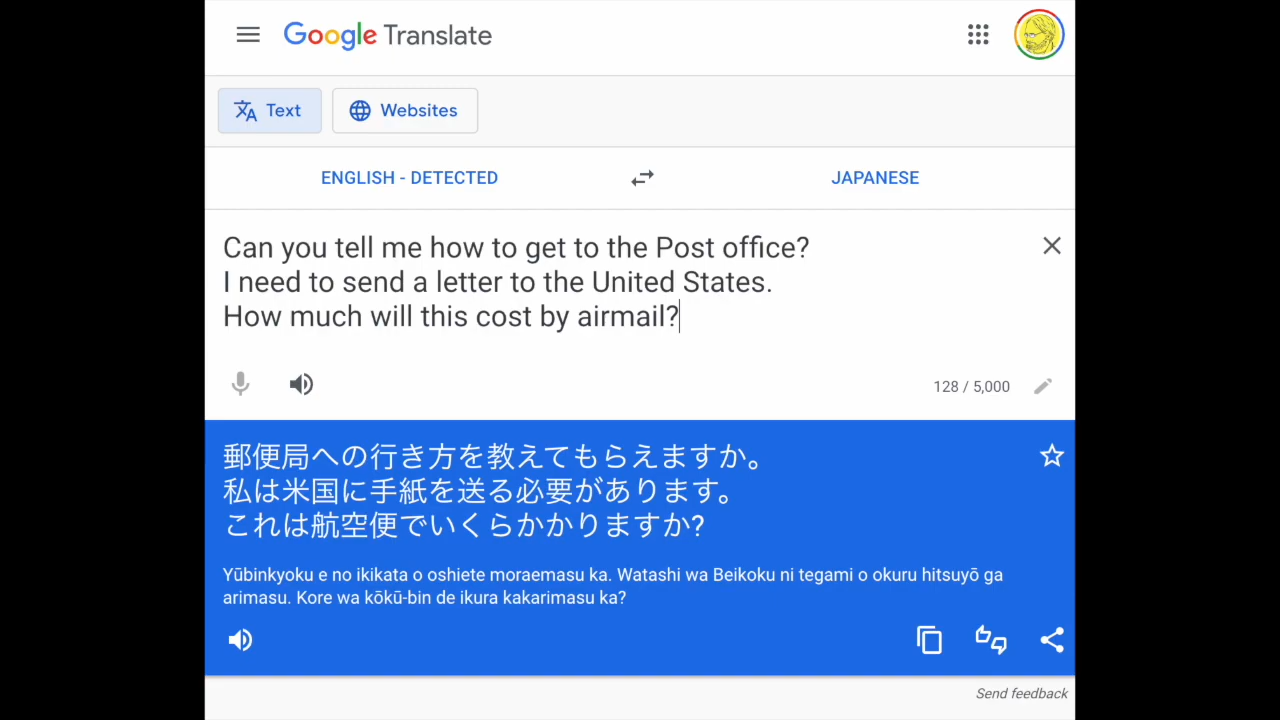 Google Translate
Text
Websites
ENGLISH - DETECTED
JAPANESE
Can you tell me how to get to the Post office?
I need to send a letter to the United States.
How much will this cost by airmail?
128 / 5,000
郵便局への行き方を教えてもらえますか。
私は米国に手紙を送る必要があります。
これは航空便でいくらかかりますか?
Yūbinkyoku e no ikikata o oshiete moraemasu ka. Watashi wa Beikoku ni tegami o okuru hitsuyō ga
arimasu. Kore wa kōkū-bin de ikura kakarimasu ka?
Send feedback